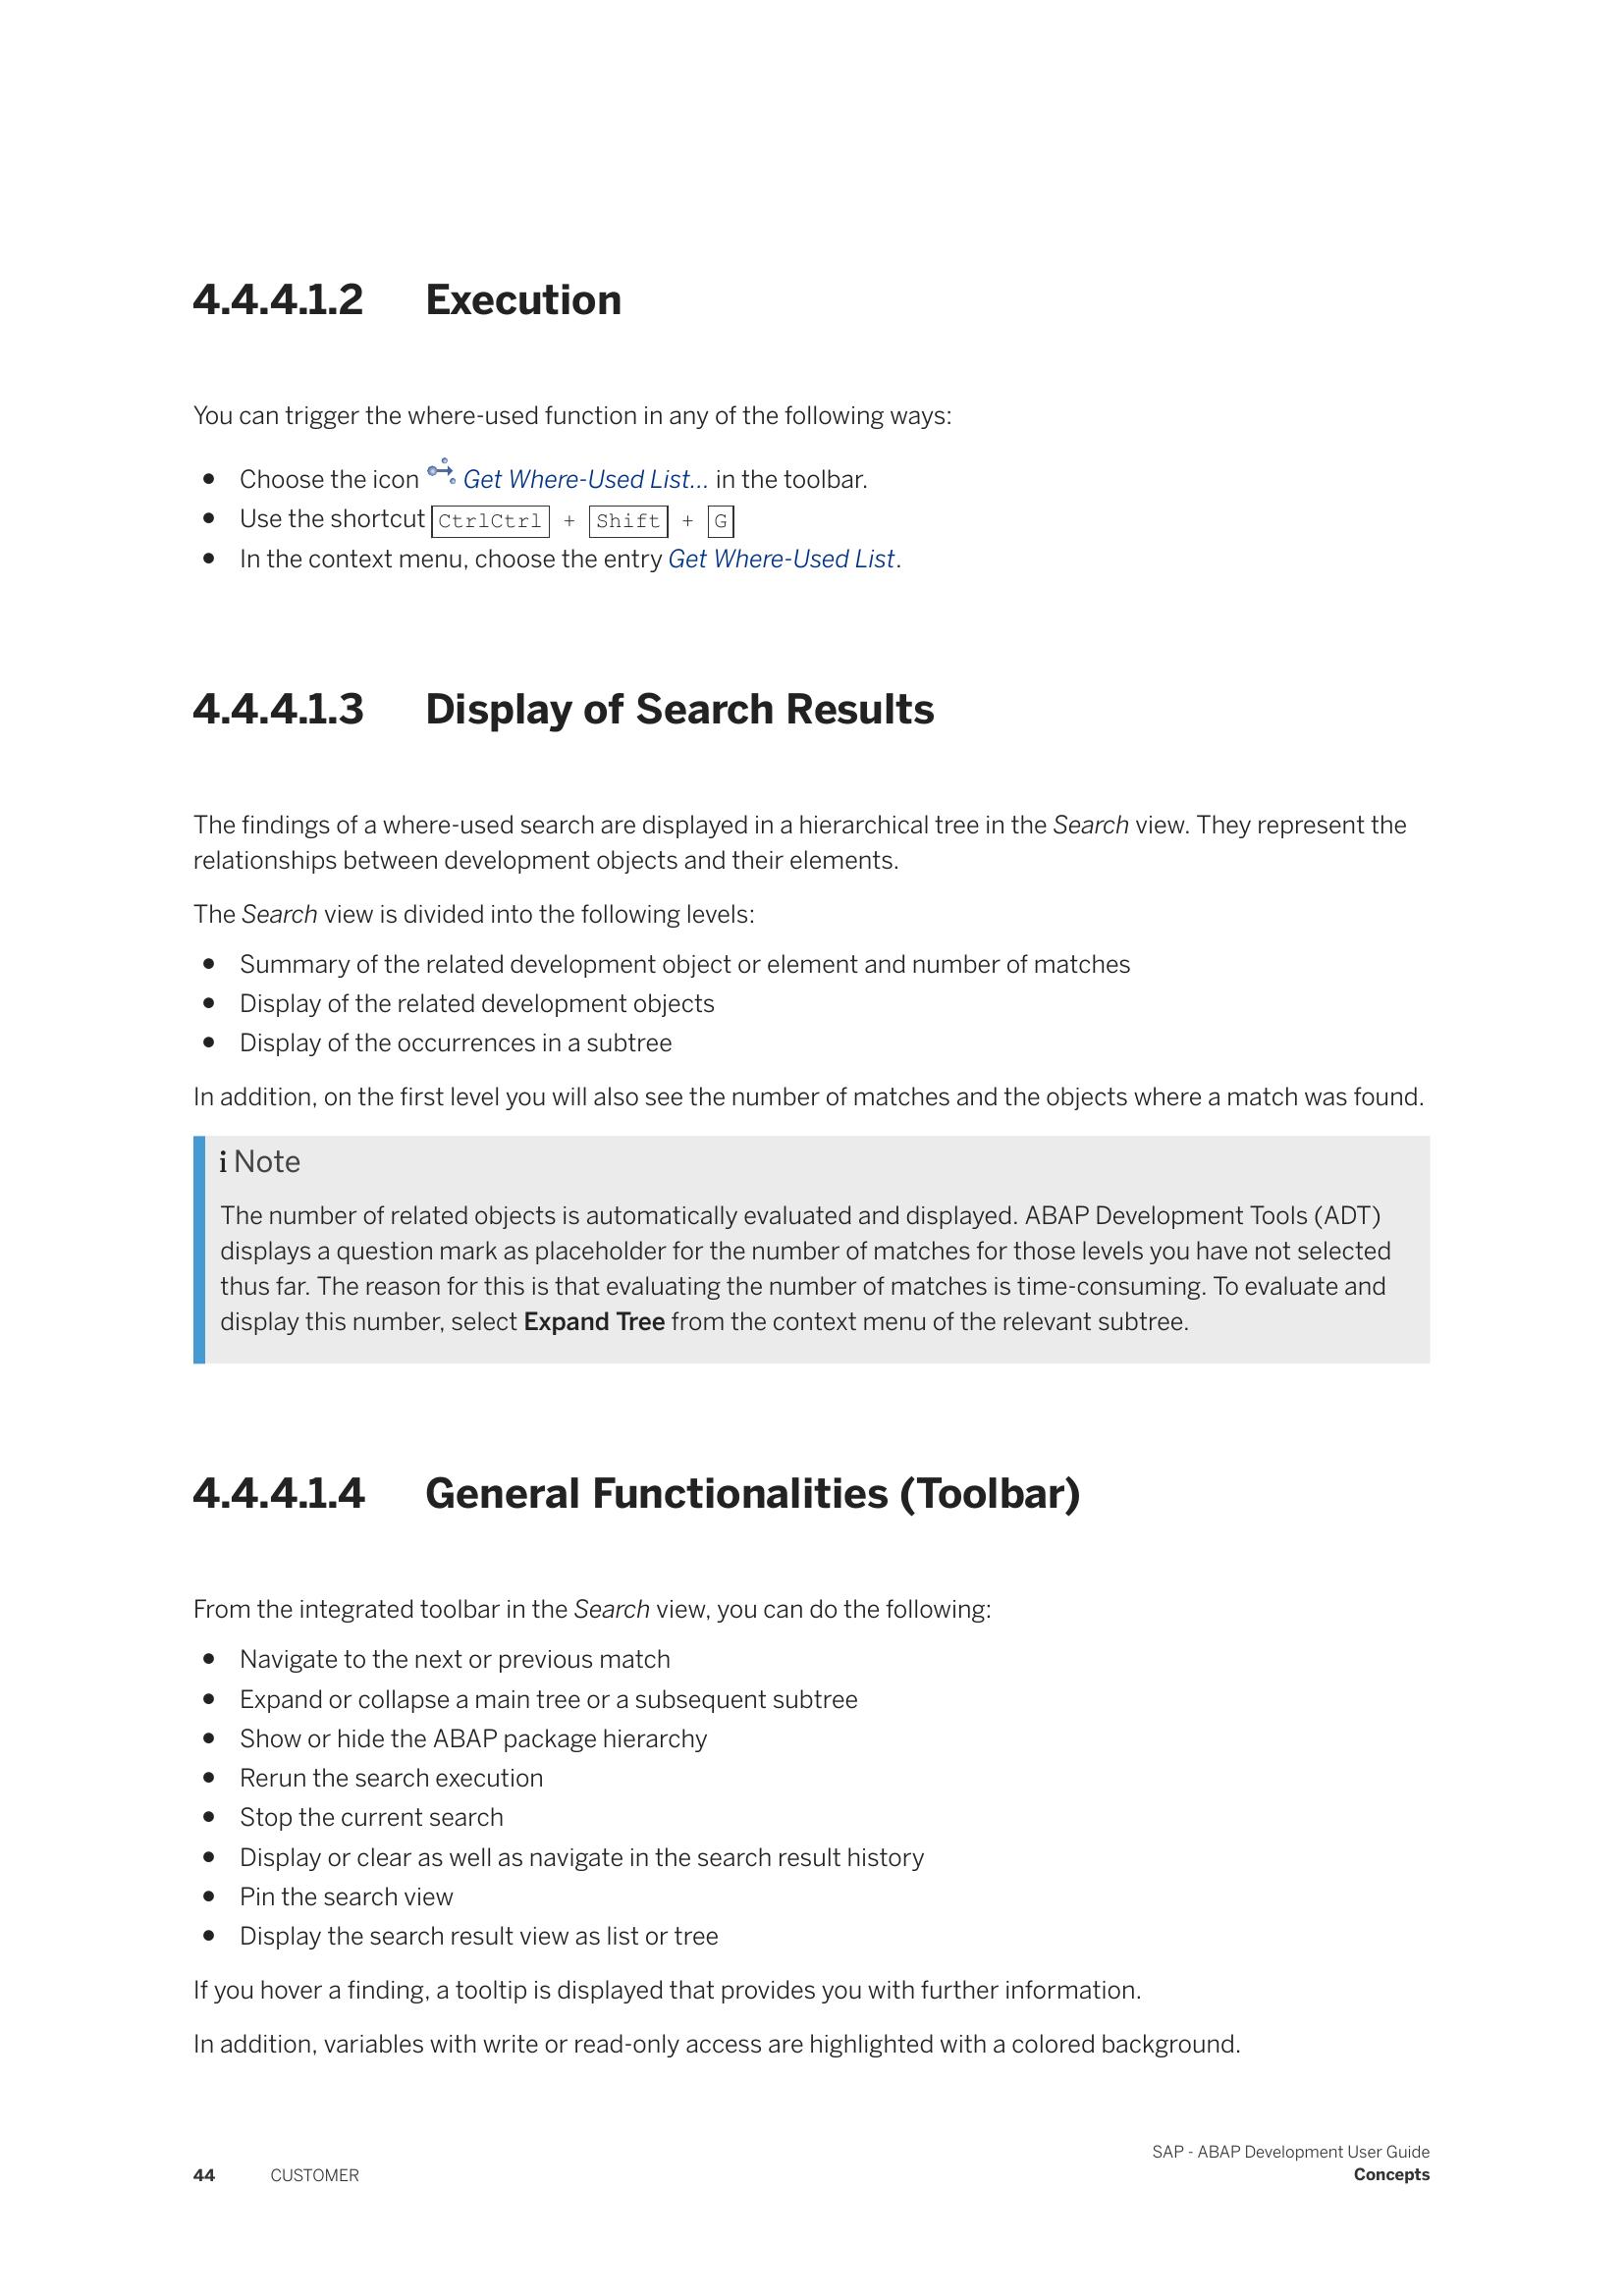 4.4.4.1.2 Execution
You can trigger the where-used function in any of the following ways:
● Choose the icon Get Where-Used List... in the toolbar.
● Use the shortcut CtrlCtrl + Shift + G
● In the context menu, choose the entry Get Where-Used List.
4.4.4.1.3 Display of Search Results
The findings of a where-used search are displayed in a hierarchical tree in the Search view. They represent the
relationships between development objects and their elements.
The Search view is divided into the following levels:
● Summary of the related development object or element and number of matches
● Display of the related development objects
● Display of the occurrences in a subtree
In addition, on the first level you will also see the number of matches and the objects where a match was found.
i Note
The number of related objects is automatically evaluated and displayed. ABAP Development Tools (ADT)
displays a question mark as placeholder for the number of matches for those levels you have not selected
thus far. The reason for this is that evaluating the number of matches is time-consuming. To evaluate and
display this number, select Expand Tree from the context menu of the relevant subtree.
4.4.4.1.4 General Functionalities (Toolbar)
From the integrated toolbar in the Search view, you can do the following:
● Navigate to the next or previous match
● Expand or collapse a main tree or a subsequent subtree
● Show or hide the ABAP package hierarchy
● Rerun the search execution
● Stop the current search
● Display or clear as well as navigate in the search result history
● Pin the search view
● Display the search result view as list or tree
If you hover a finding, a tooltip is displayed that provides you with further information.
In addition, variables with write or read-only access are highlighted with a colored background.
SAP - ABAP Development User Guide
44 CUSTOMER Concepts